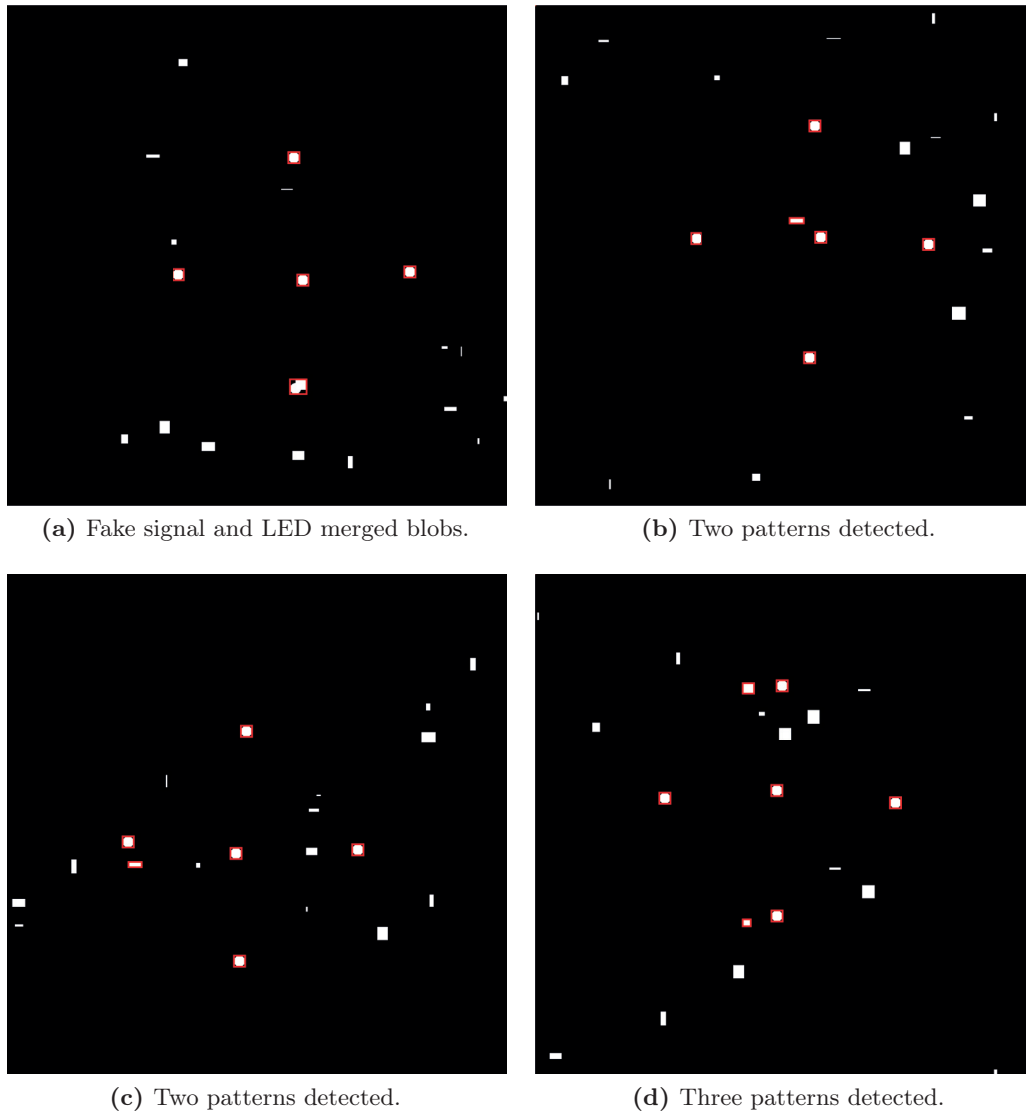 (a) Fake signal and LED merged blobs.
(b) Two patterns detected.
(c) Two patterns detected.
(d) Three patterns detected.